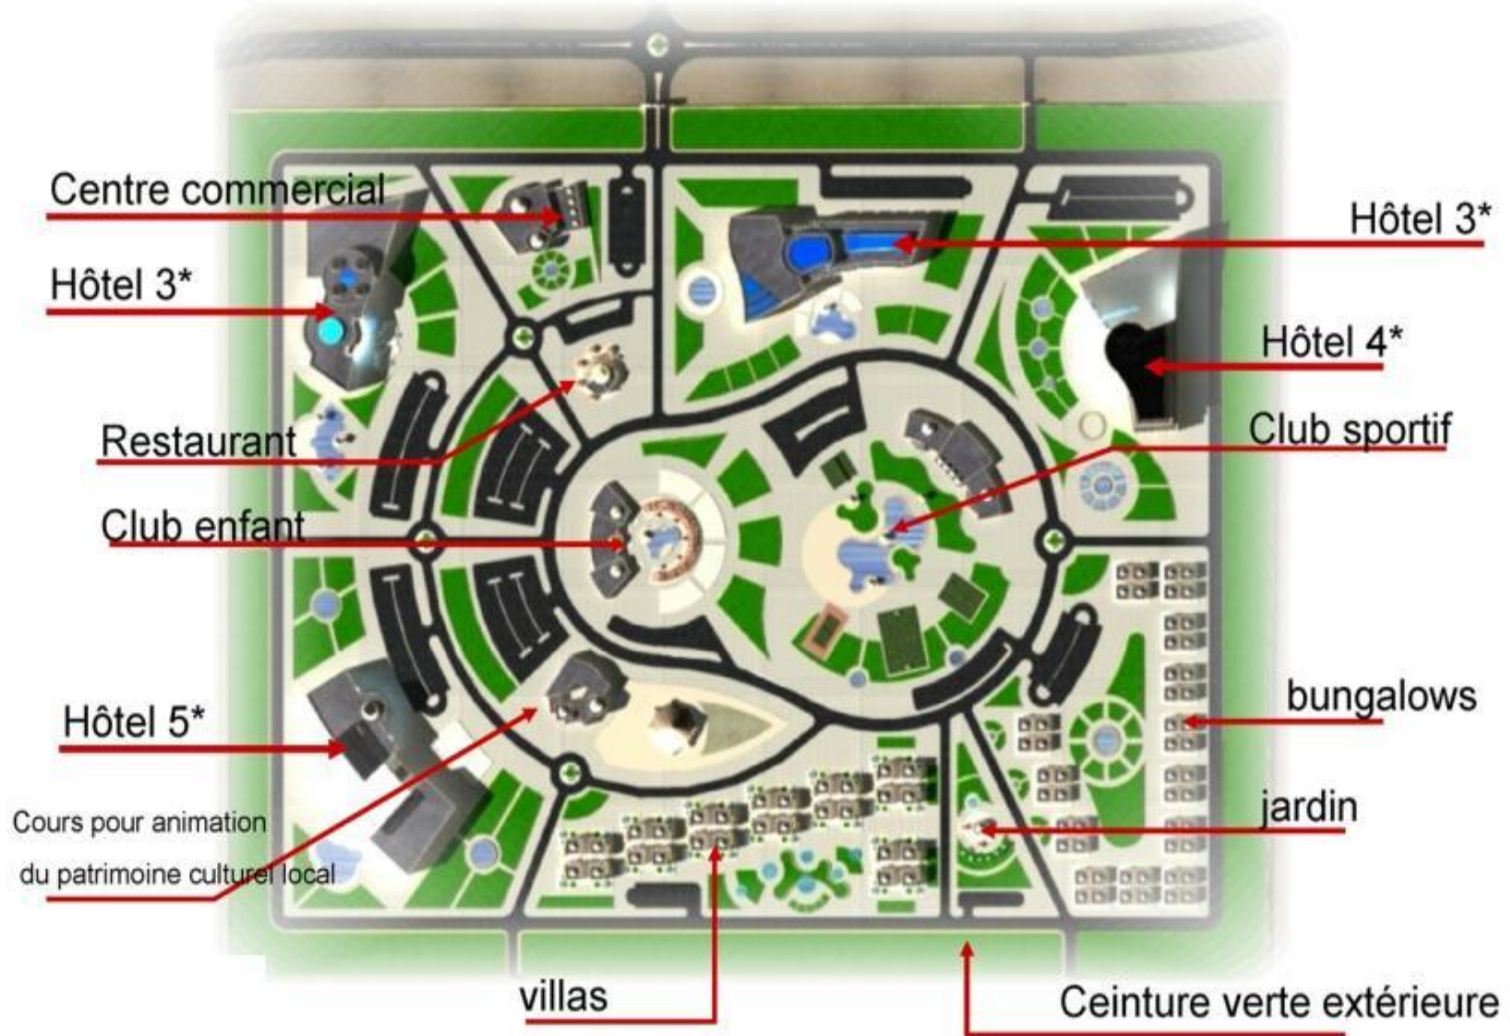 Centre commercial
Hôtel 3*
Hôtel 3*
Hôtel 4*
Restaurant
Club sportif
Club enfant
bungalows
Hôtel 5*
jardin
Cours pour animation
du patrimoine culturel local
villas
Ceinture verte extérieure